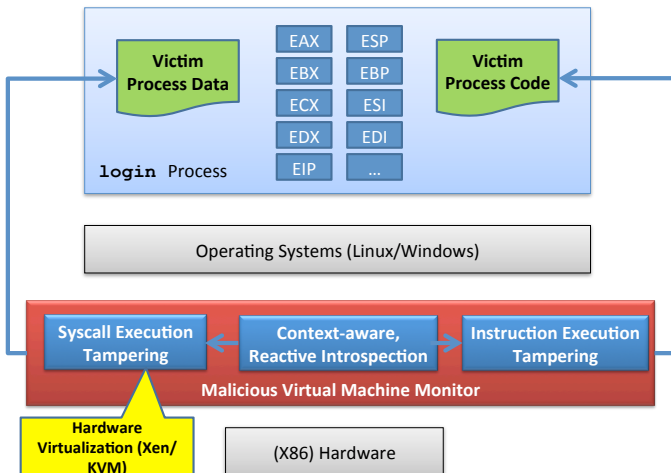 Victim
Process Data
EAX
ESP
EBX
EBP
ECX
ESI
EDX
EDI
EIP
...
Victim
Process Code
login Process
Operating Systems (Linux/Windows)
Syscall Execution
Tampering
Context-aware,
Reactive Introspection
Instruction Execution
Tampering
Malicious Virtual Machine Monitor
Hardware
Virtualization (Xen/
KVM)
(X86) Hardware